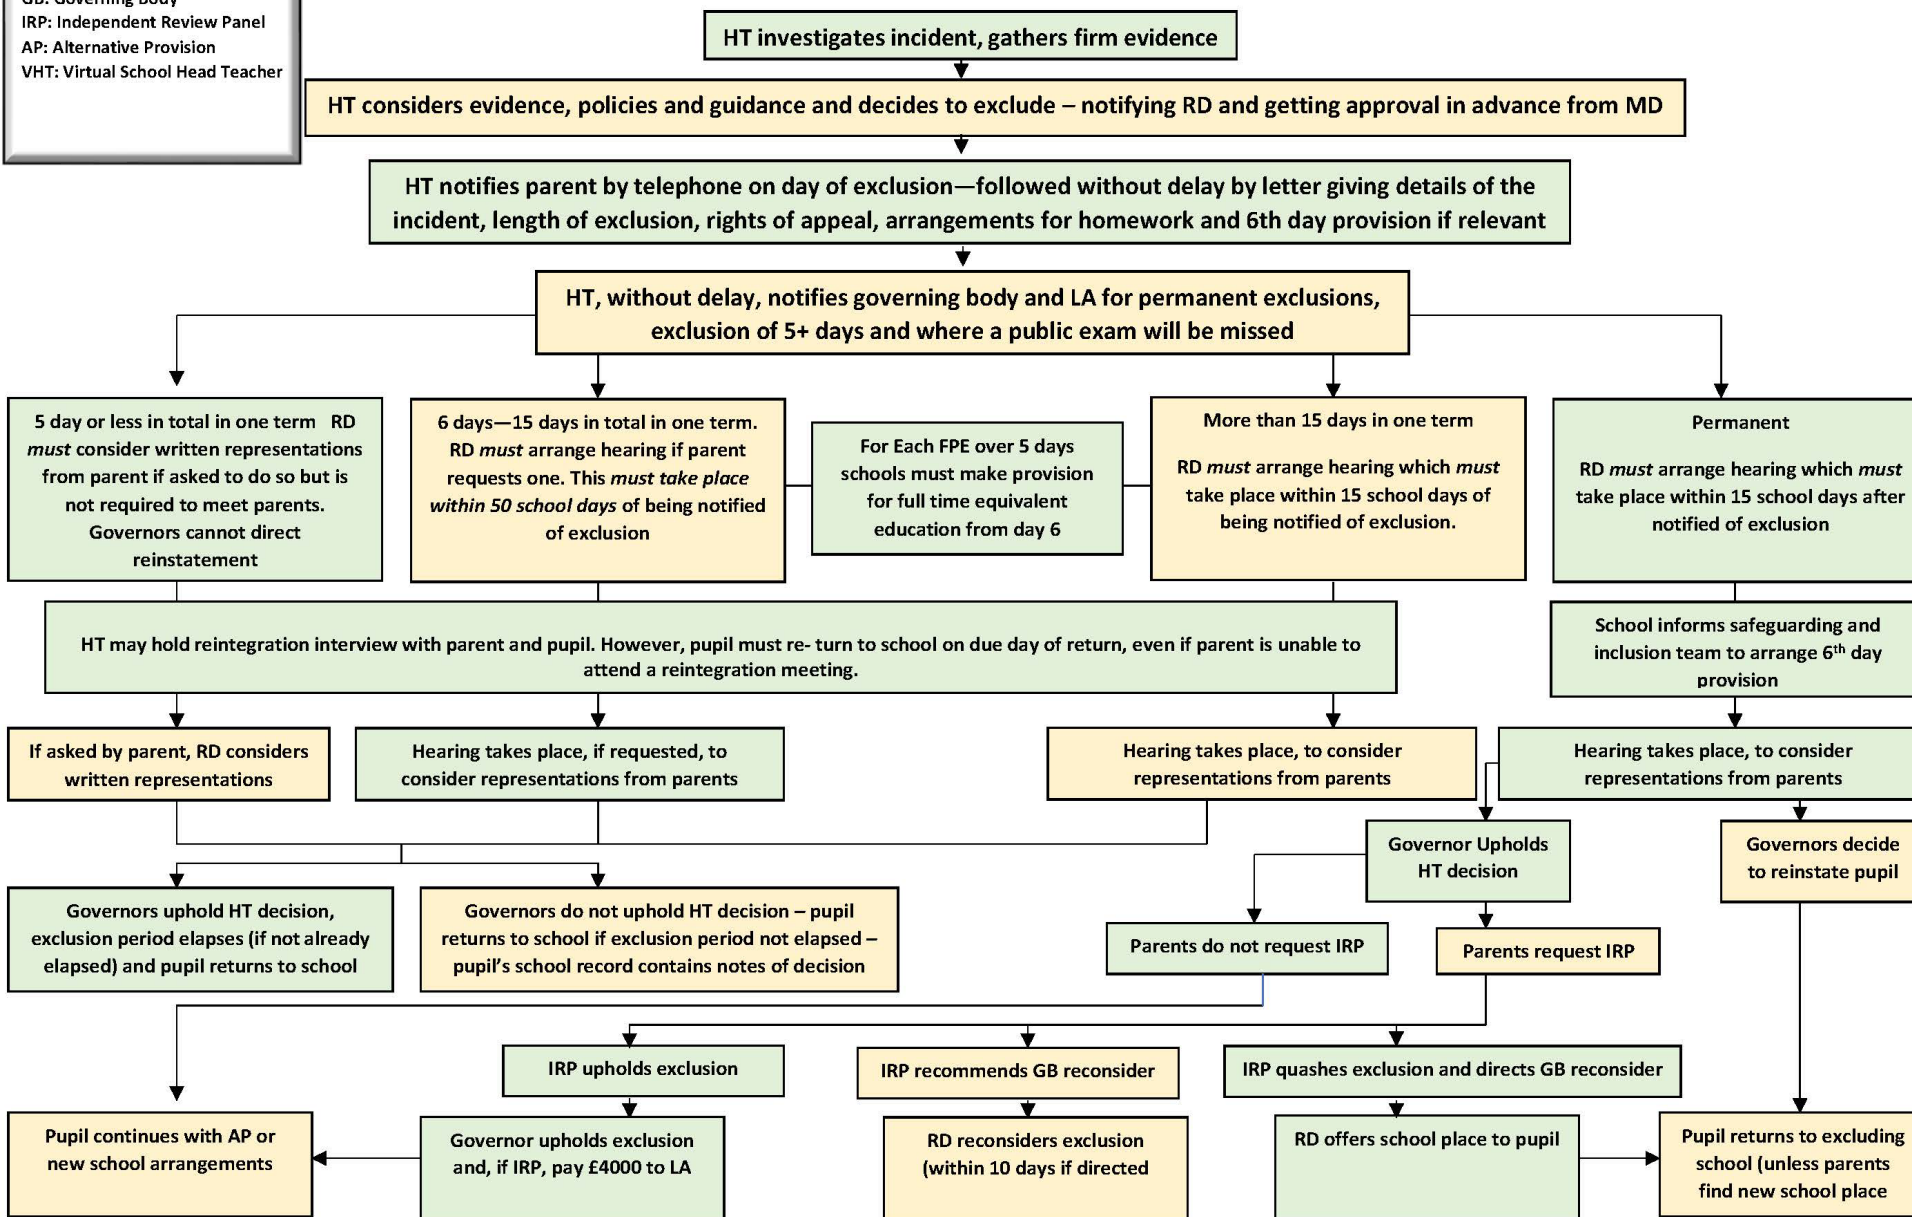 GB: Governing Body
IRP: Independent Review Panel
AP: Alternative Provision
VHT: Virtual School Head Teacher
HT investigates incident, gathers firm evidence
HT considers evidence, policies and guidance and decides to exclude – notifying RD and getting approval in advance from MD
HT notifies parent by telephone on day of exclusion—followed without delay by letter giving details of the
incident, length of exclusion, rights of appeal, arrangements for homework and 6th day provision if relevant
HT, without delay, notifies governing body and LA for permanent exclusions,
exclusion of 5+ days and where a public exam will be missed
5 day or less in total in one term RD
must consider written representations
from parent if asked to do so but is
not required to meet parents.
Governors cannot direct
reinstatement
6 days—15 days in total in one term.
RD must arrange hearing if parent
requests one. This must take place
within 50 school days of being notified
of exclusion
For Each FPE over 5 days
schools must make provision
for full time equivalent
education from day 6
More than 15 days in one term
RD must arrange hearing which must
take place within 15 school days of
being notified of exclusion.
Permanent
RD must arrange hearing which must
take place within 15 school days after
notified of exclusion
HT may hold reintegration interview with parent and pupil. However, pupil must re- turn to school on due day of return, even if parent is unable to
attend a reintegration meeting.
School informs safeguarding and
inclusion team to arrange 6th day
provision
If asked by parent, RD considers
written representations
Hearing takes place, if requested, to
consider representations from parents
Hearing takes place, to consider
representations from parents
Hearing takes place, to consider
representations from parents
Governor Upholds
HT decision
Governors decide
to reinstate pupil
Governors uphold HT decision,
exclusion period elapses (if not already
elapsed) and pupil returns to school
Governors do not uphold HT decision – pupil
returns to school if exclusion period not elapsed –
pupil's school record contains notes of decision
Parents do not request IRP
Parents request IRP
IRP upholds exclusion
IRP recommends GB reconsider
IRP quashes exclusion and directs GB reconsider
Pupil continues with AP or
new school arrangements
Governor upholds exclusion
and, if IRP, pay £4000 to LA
RD reconsiders exclusion
(within 10 days if directed
RD offers school place to pupil
Pupil returns to excluding
school (unless parents
find new school place